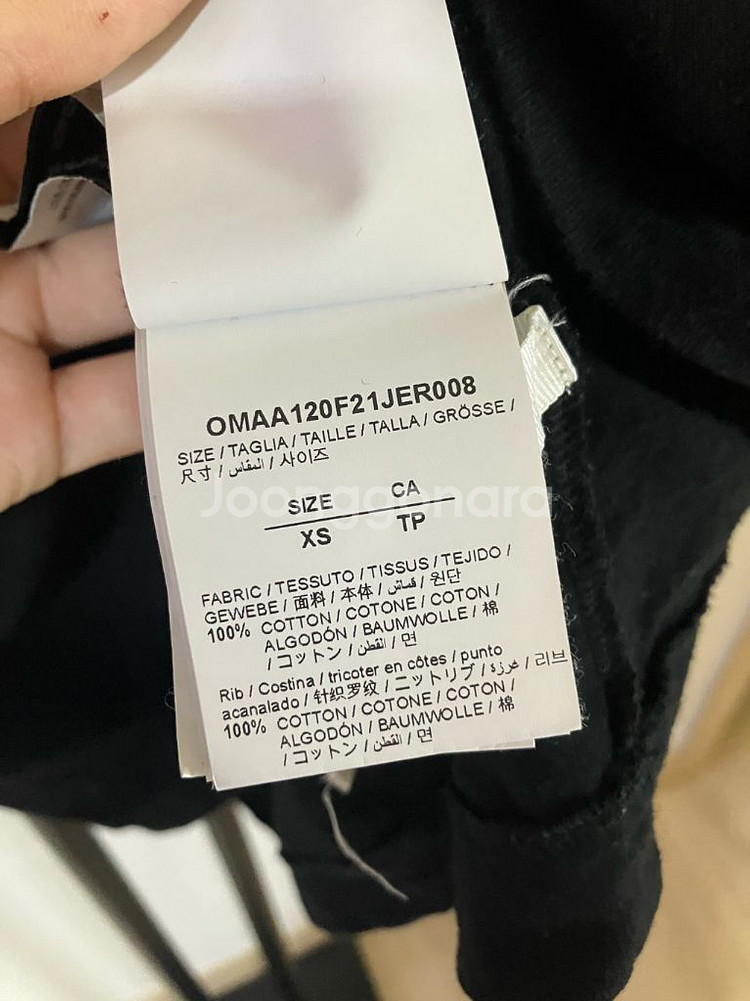 OMAA120F21JER008
SIZE / TAGLIA / TAILLE / TALLA / GRÖSSE /
尺寸 / المقاس / 사이즈
Joonggonara
SIZE CA
XS TP
FABRIC / TESSUTO / TISSUS / TEJIDO /
GEWEBE / 面料 / 本体 / قماش / 원단
100% COTTON / COTONE / COTON /
ALGODÓN / BAUMWOLLE / 棉
/ コットン / القطن / 면
Rib / Costina / tricoter en côtes / punto
acanalado / 针织罗纹 / ニットリブ / غرزة / 리브
100% COTTON / COTONE / COTON /
ALGODÓN / BAUMWOLLE / 棉
/ コットン / القطن / 면